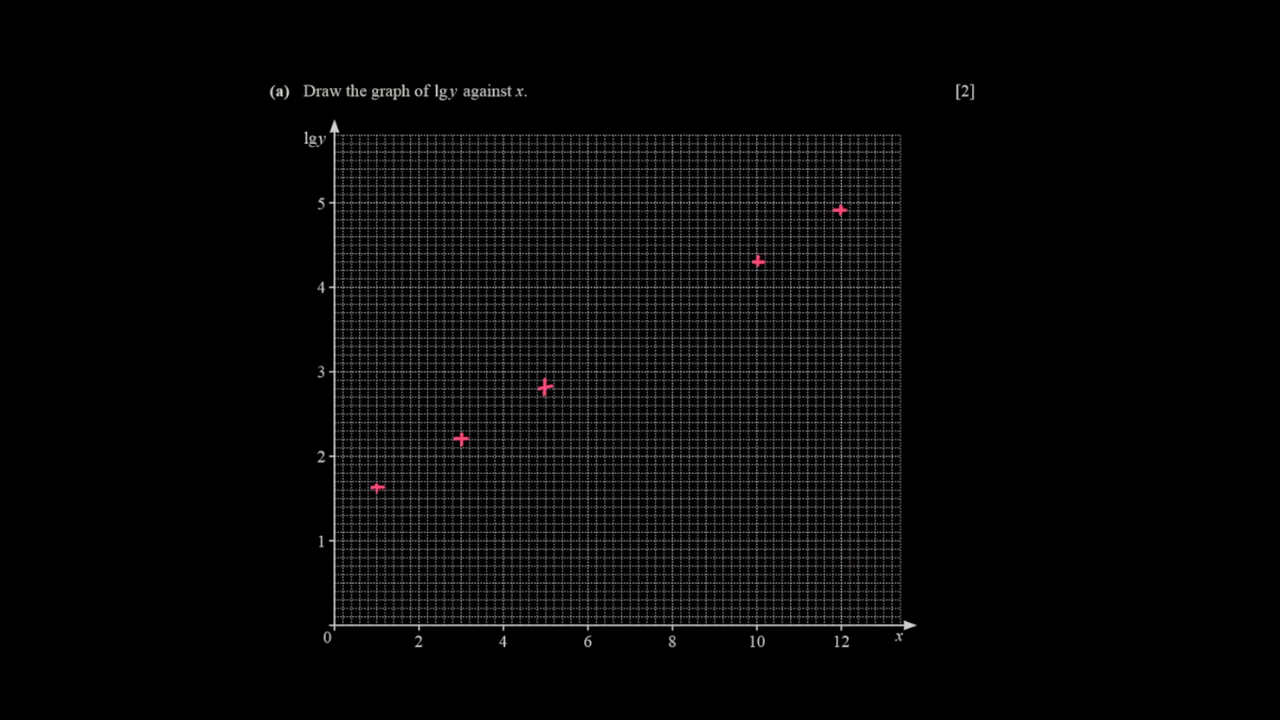 (a) Draw the graph of lg y against x. [2]
lg y
5
4
3
2
1
0 2 4 6 8 10 12 x